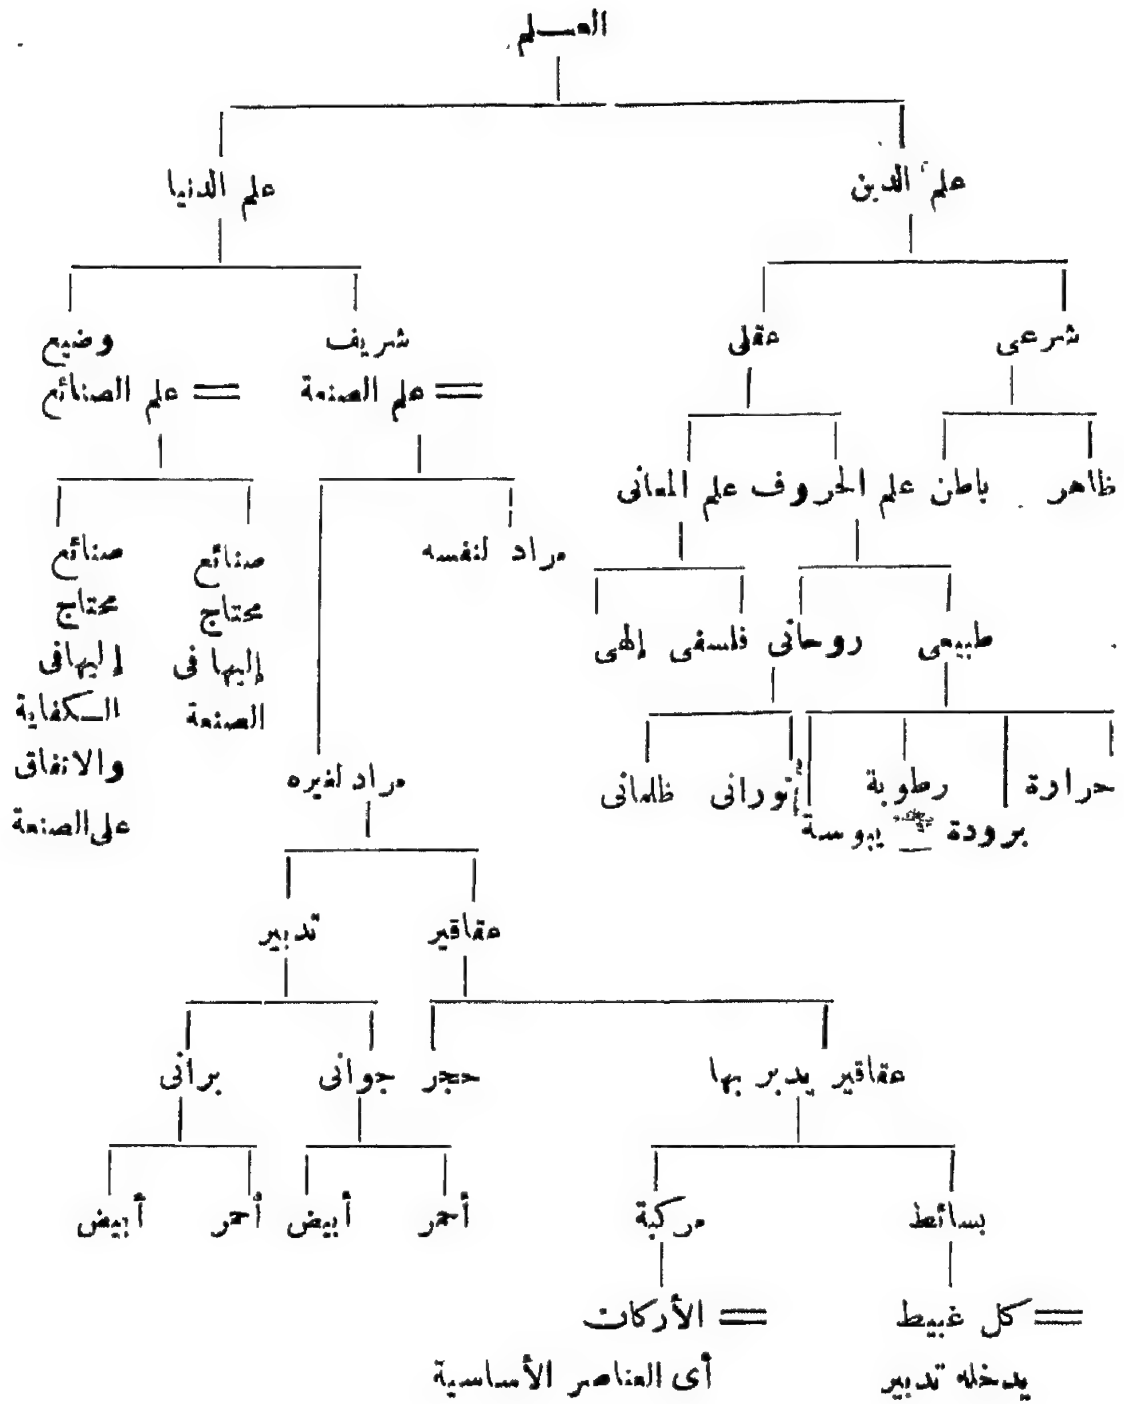 العلم
علم الدين
علم الدنيا
شرعى
عقلى
شريف
وضيع
= علم الصنعة
= علم الصنائع
ظاهر
باطن
علم الحروف
علم المعانى
مراد لنفسه
صنائع
محتاج
إليها فى
الصنعة
صنائع
محتاج
إليها فى
الكفاية
والاتفاق
على الصنعة
طبيعى
روحانى
فلسفى
إلهى
حرارة
رطوبة
نورانى
ظلمانى
برودة
يبوسة
مراد لغيره
عقاقير
تدبير
عقاقير يدبر بها
حجر
جوانى
برانى
بسائط
مركبة
أحمر
أبيض
أحمر
أبيض
= كل غبيط
يدخله تدبير
= الأركان
أى العناصر الأساسية